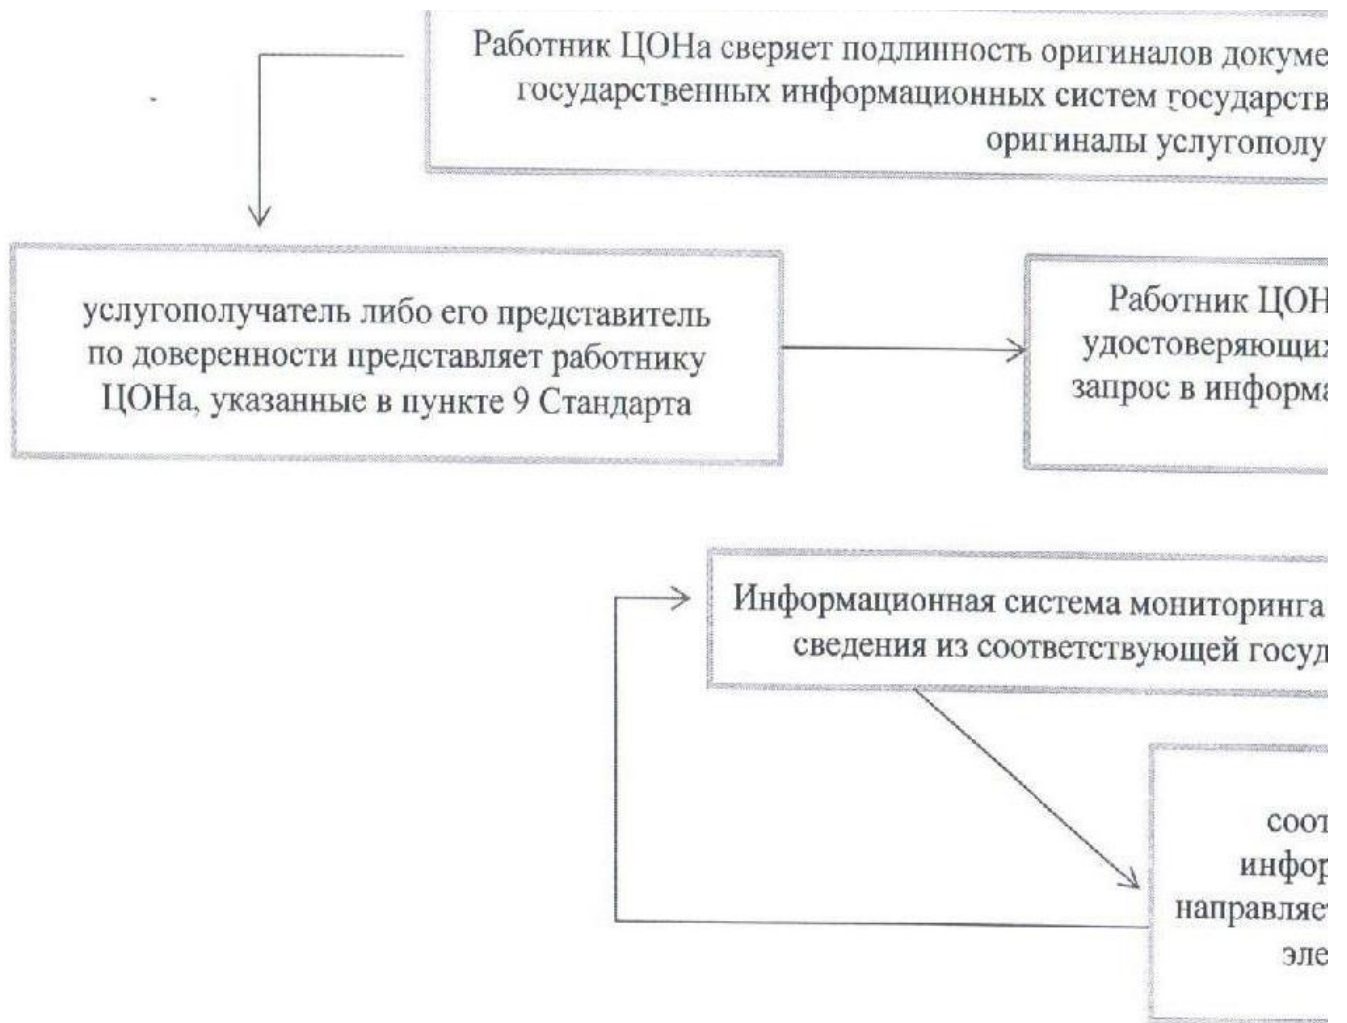 Работник ЦОНа сверяет подлинность оригиналов докуме
государственных информационных систем государств
оригиналы услугополу
услугополучатель либо его представитель
по доверенности представляет работнику
ЦОНа, указанные в пункте 9 Стандарта
Работник ЦОН
удостоверяющих
запрос в информа
Информационная система мониторинга
сведения из соответствующей госуд
соот
инфор
направляет
эле